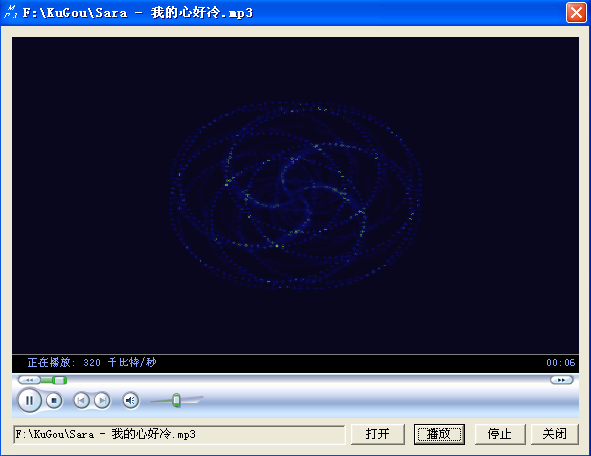 MP3 F:\KuGou\Sara - 我的心好冷.mp3
正在播放: 320 千比特/秒 00:06
F:\KuGou\Sara - 我的心好冷.mp3 打开 播放 停止 关闭